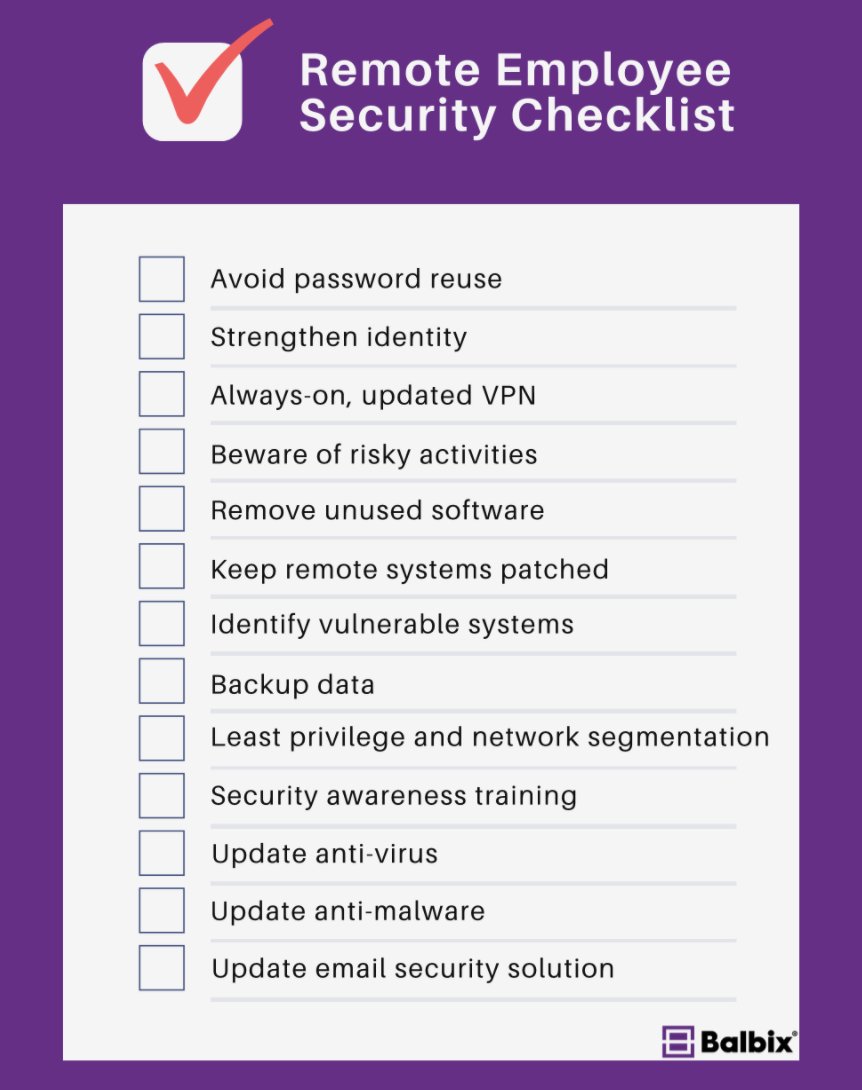 Remote Employee
Security Checklist
Avoid password reuse
Strengthen identity
Always-on, updated VPN
Beware of risky activities
Remove unused software
Keep remote systems patched
Identify vulnerable systems
Backup data
Least privilege and network segmentation
Security awareness training
Update anti-virus
Update anti-malware
Update email security solution
Balbix®